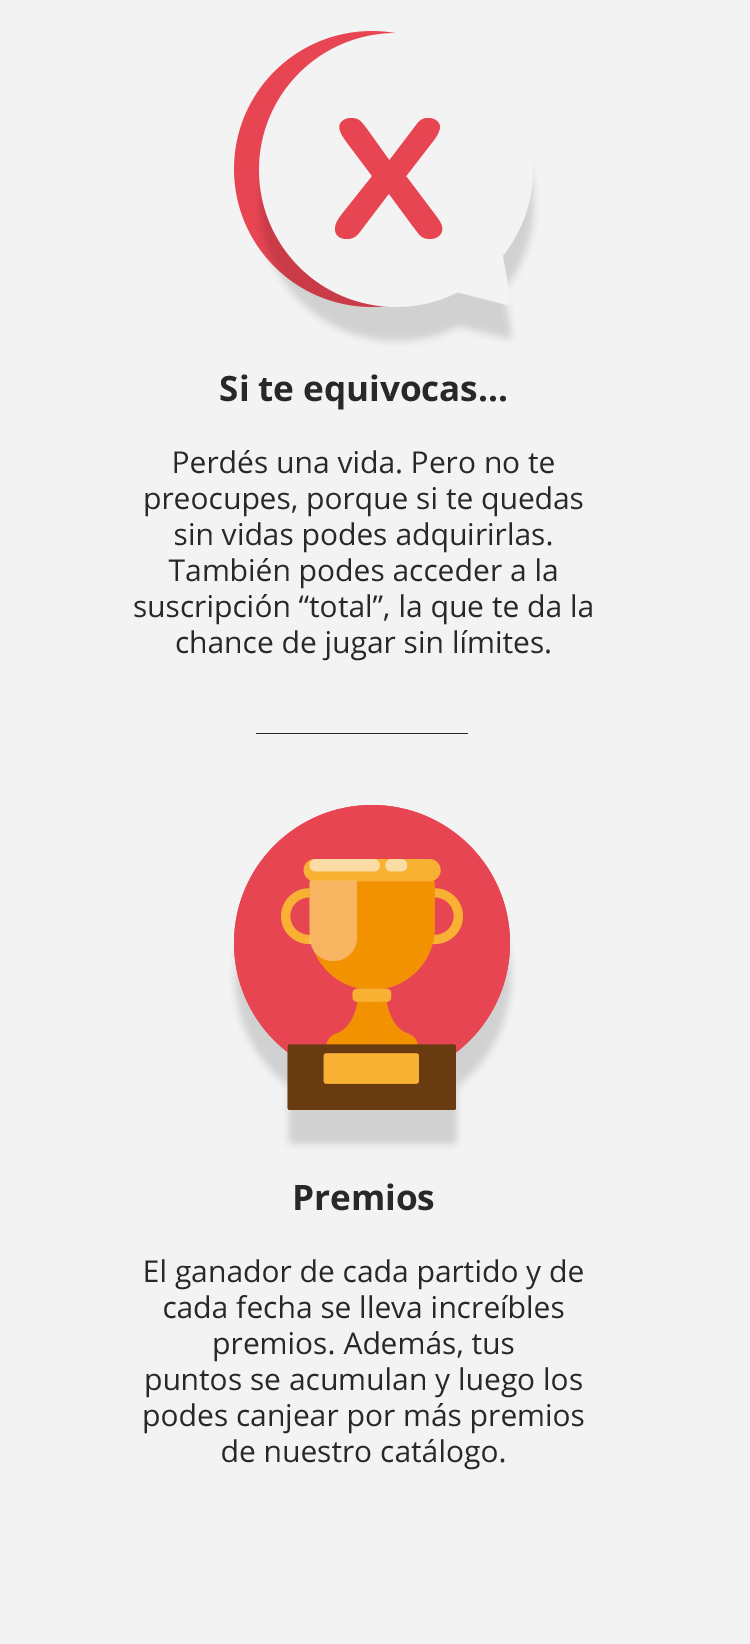 Si te equivocas...
Perdés una vida. Pero no te
preocupes, porque si te quedas
sin vidas podes adquirirlas.
También podes acceder a la
suscripción “total”, la que te da la
chance de jugar sin límites.
Premios
El ganador de cada partido y de
cada fecha se lleva increíbles
premios. Además, tus
puntos se acumulan y luego los
podes canjear por más premios
de nuestro catálogo.